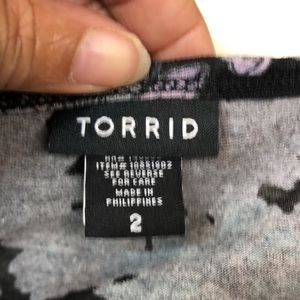 TORRID
SEE REVERSE
FOR CARE
MADE IN
PHILIPPINES
2